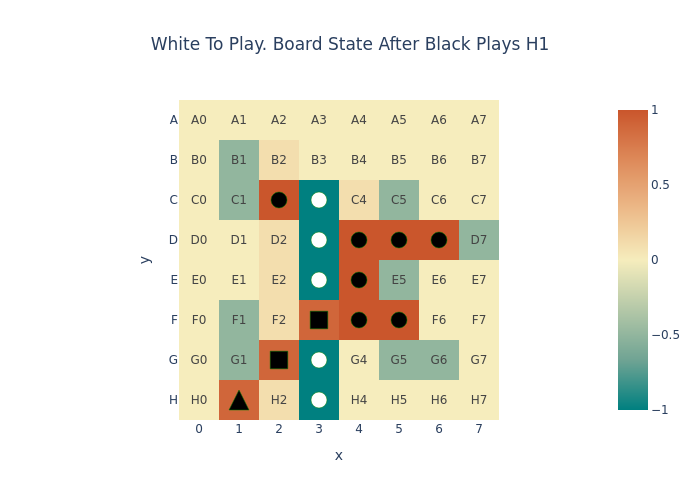 White To Play. Board State After Black Plays H1
A A0 A1 A2 A3 A4 A5 A6 A7
B B0 B1 B2 B3 B4 B5 B6 B7
C C0 C1 C4 C5 C6 C7
D D0 D1 D2 D7
E E0 E1 E2 E5 E6 E7
F F0 F1 F2 F6 F7
G G0 G1 G4 G5 G6 G7
H H0 H2 H4 H5 H6 H7
0 1 2 3 4 5 6 7
x
y
1
0.5
0
−0.5
−1